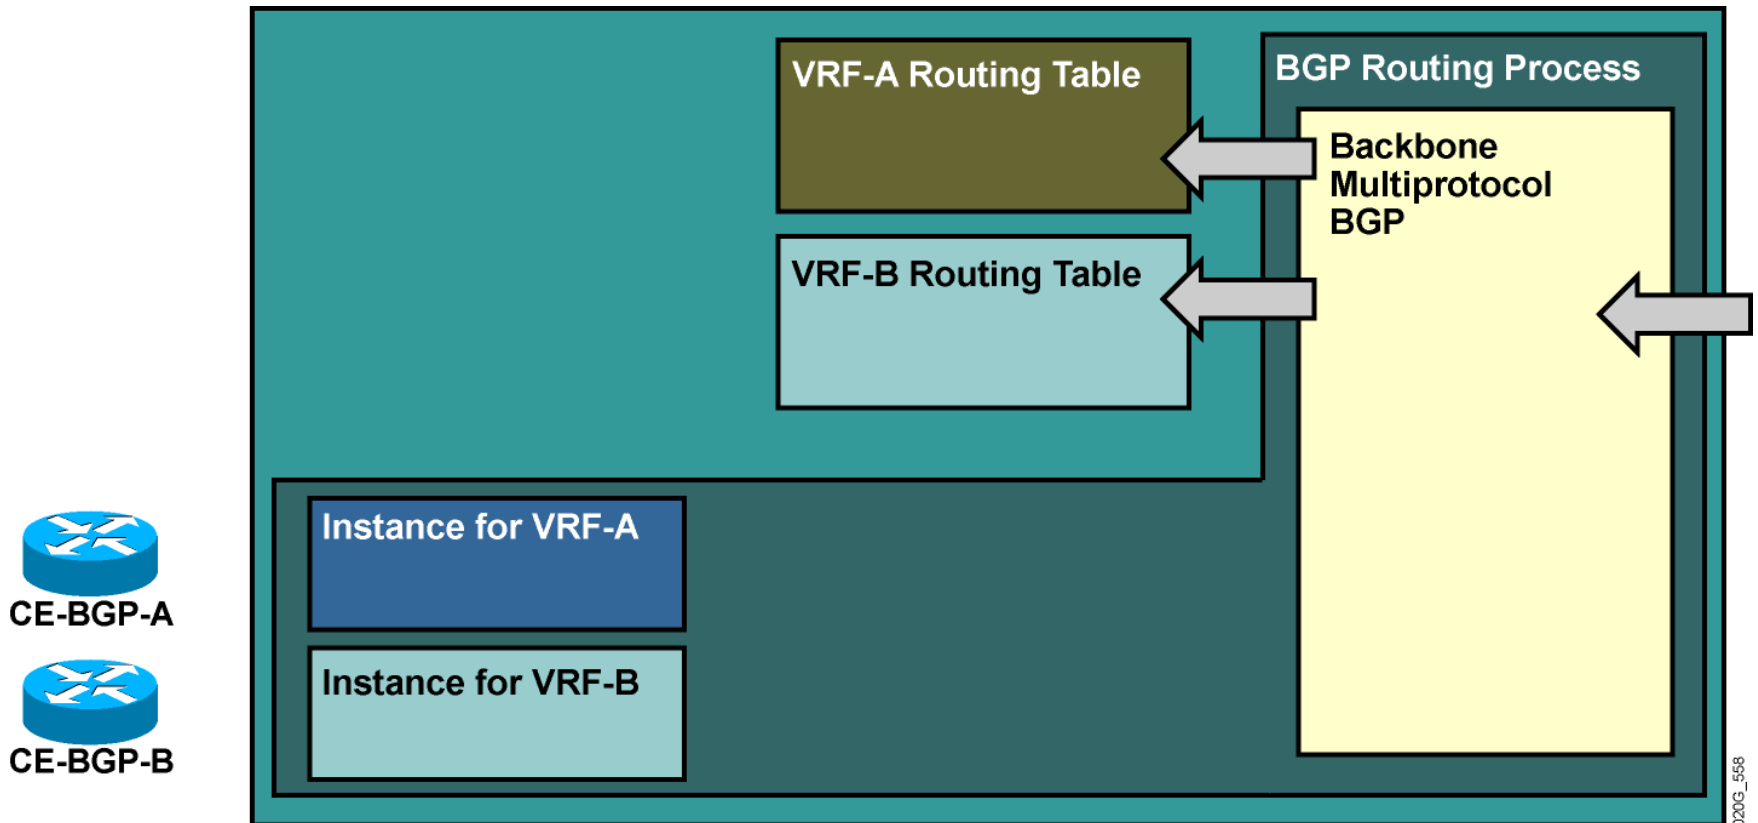 VRF-A Routing Table
BGP Routing Process
Backbone
Multiprotocol
BGP
VRF-B Routing Table
Instance for VRF-A
CE-BGP-A
Instance for VRF-B
CE-BGP-B